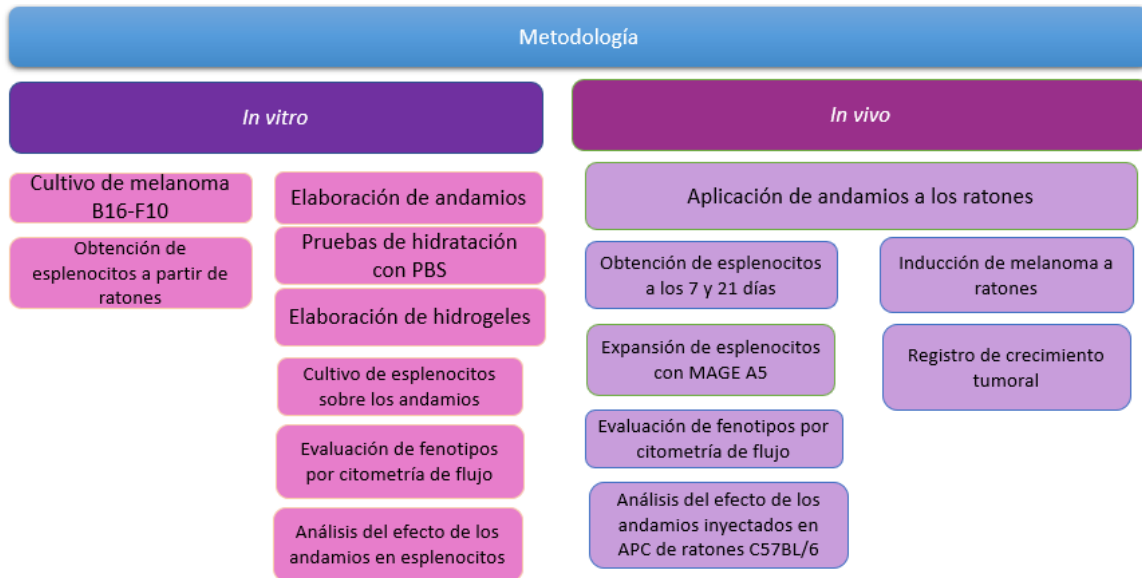 Metodología
In vitro
Cultivo de melanoma
B16-F10
Obtención de
esplenocitos a partir de
ratones
Elaboración de andamios
Pruebas de hidratación
con PBS
Elaboración de hidrogeles
Cultivo de esplenocitos
sobre los andamios
Evaluación de fenotipos
por citometría de flujo
Análisis del efecto de los
andamios en esplenocitos
In vivo
Aplicación de andamios a los ratones
Obtención de esplenocitos
a los 7 y 21 días
Expansión de esplenocitos
con MAGE A5
Evaluación de fenotipos por
citometría de flujo
Análisis del efecto de los
andamios inyectados en
APC de ratones C57BL/6
Inducción de melanoma a
ratones
Registro de crecimiento
tumoral